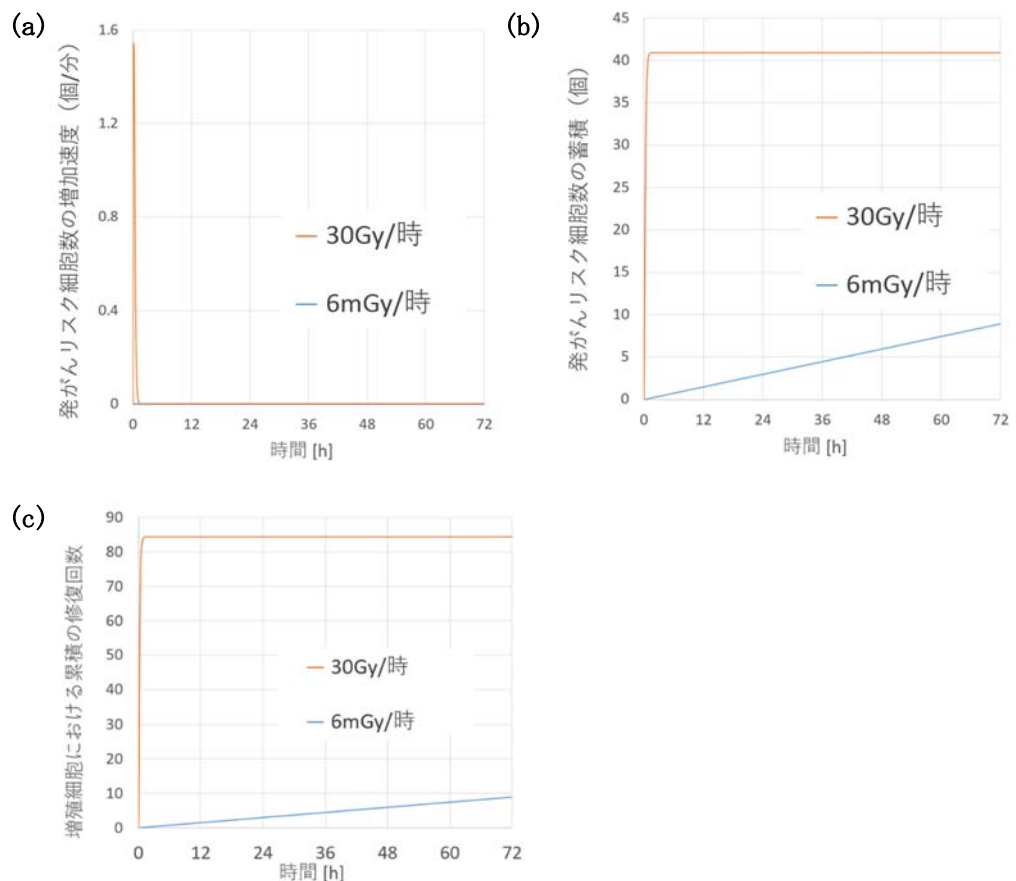 (a)
発がんリスク細胞数の増加速度（個/分）
1.6
1.2
0.8
0.4
0
30Gy/時
6mGy/時
0 12 24 36 48 60 72
時間 [h]
(b)
発がんリスク細胞数の蓄積（個）
45
40
35
30
25
20
15
10
5
0
30Gy/時
6mGy/時
0 12 24 36 48 60 72
時間 [h]
(c)
増殖細胞における累積の修復回数
90
80
70
60
50
40
30
20
10
0
30Gy/時
6mGy/時
0 12 24 36 48 60 72
時間 [h]